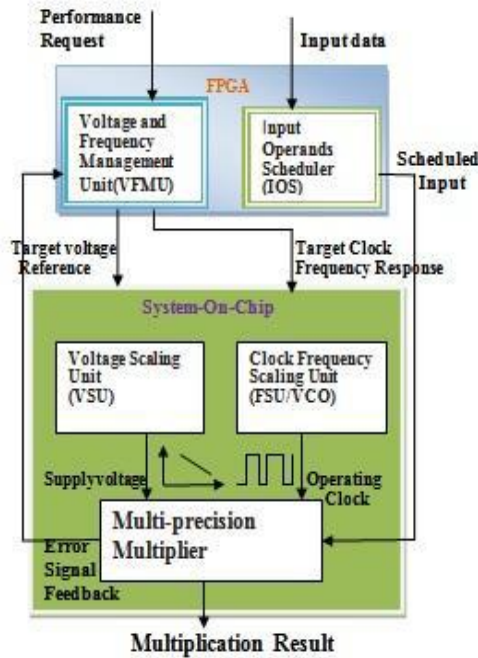 Performance
Request
Input data
FPGA
Voltage and
Frequency
Management
Unit(VFMU)
Input
Operands
Scheduler
(IOS)
Scheduled
Input
Target voltage
Reference
Target Clock
Frequency Response
System-On-Chip
Voltage Scaling
Unit
(VSU)
Clock Frequency
Scaling Unit
(FSU/VCO)
Supplyvoltage
Operating
Clock
Multi-precision
Multiplier
Error
Signal
Feedback
Multiplication Result